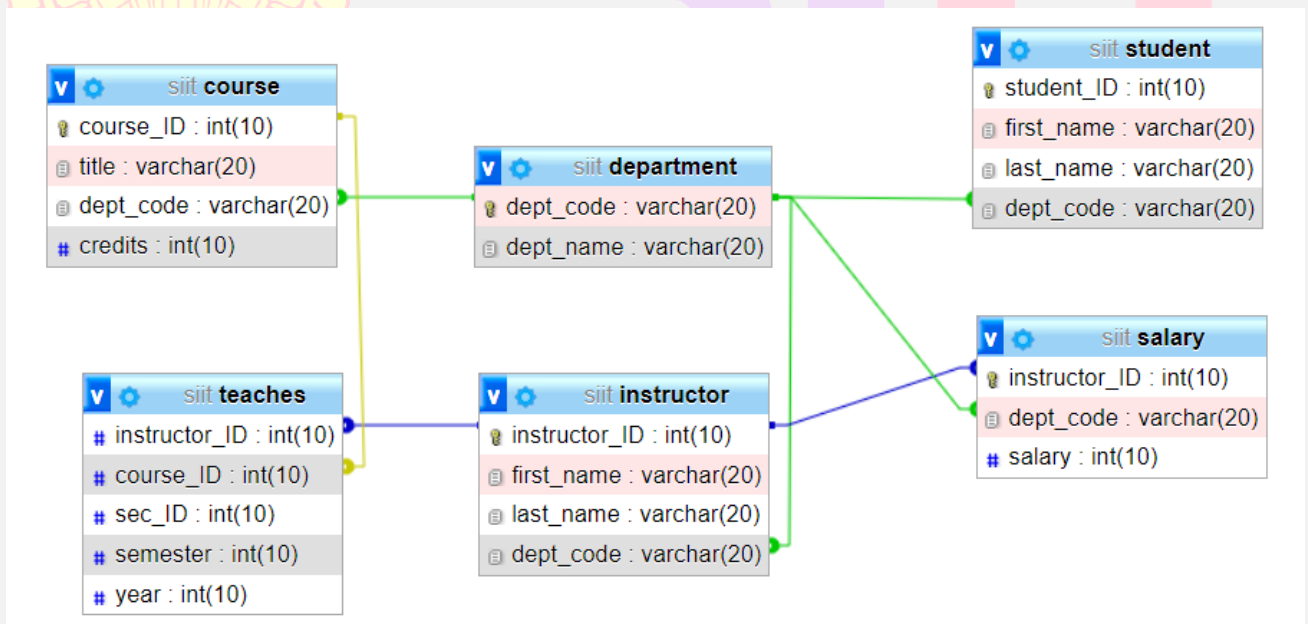 siit course
course_ID : int(10)
title : varchar(20)
dept_code : varchar(20)
credits : int(10)
siit department
dept_code : varchar(20)
dept_name : varchar(20)
siit student
student_ID : int(10)
first_name : varchar(20)
last_name : varchar(20)
dept_code : varchar(20)
siit teaches
instructor_ID : int(10)
course_ID : int(10)
sec_ID : int(10)
semester : int(10)
year : int(10)
siit instructor
instructor_ID : int(10)
first_name : varchar(20)
last_name : varchar(20)
dept_code : varchar(20)
siit salary
instructor_ID : int(10)
dept_code : varchar(20)
salary : int(10)